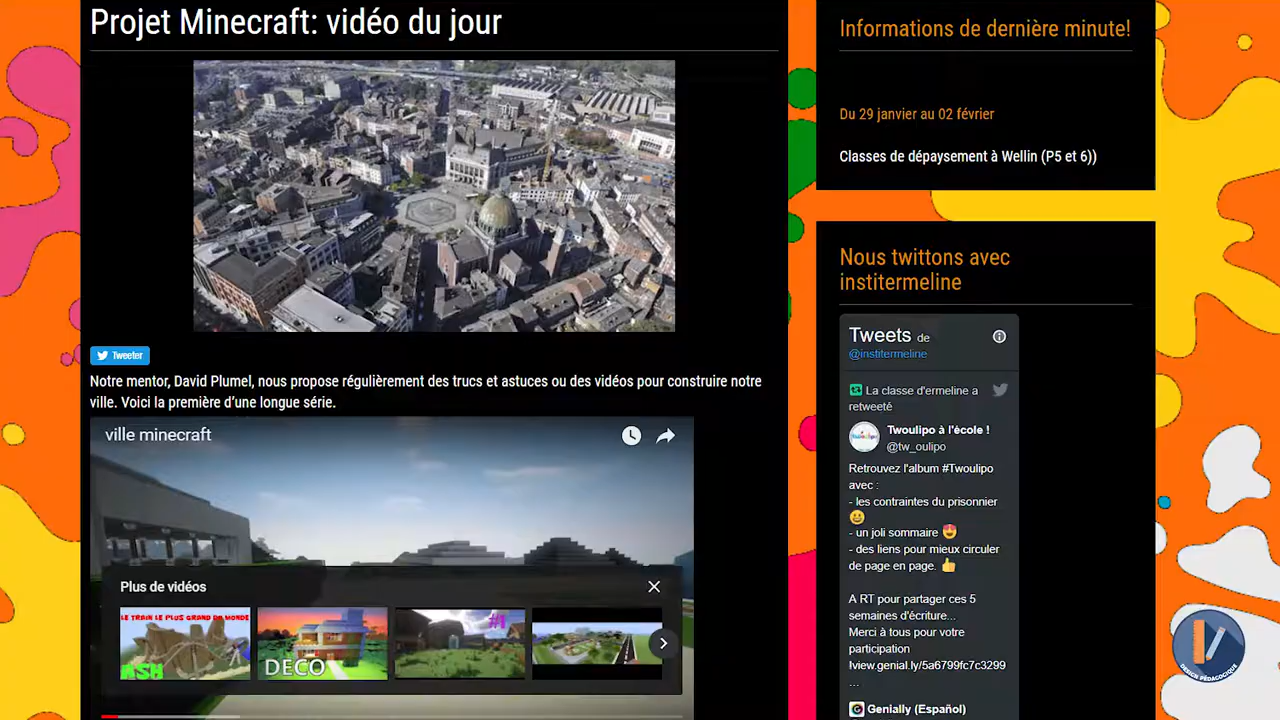 Projet Minecraft: vidéo du jour
Tweeter
Notre mentor, David Plumel, nous propose régulièrement des trucs et astuces ou des vidéos pour construire notre
ville. Voici la première d’une longue série.
ville minecraft
Plus de vidéos
LE TRAIN LE PLUS GRAND DU MONDE
DECO
#1
Informations de dernière minute!
Du 29 janvier au 02 février
Classes de dépaysement à Wellin (P5 et 6))
Nous twittons avec
institermeline
Tweets de
@institermeline
La classe d'ermeline a
retweeté
Twoulipo à l'école !
@tw_oulipo
Retrouvez l'album #Twoulipo
avec :
- les contraintes du prisonnier
😀
- un joli sommaire 😍
- des liens pour mieux circuler
de page en page. 👍
A RT pour partager ces 5
semaines d'écriture...
Merci à tous pour votre
participation
lview.genial.ly/5a6799fc7c3299
…
Genially (Español)
DESIGN PÉDAGOGIQUE